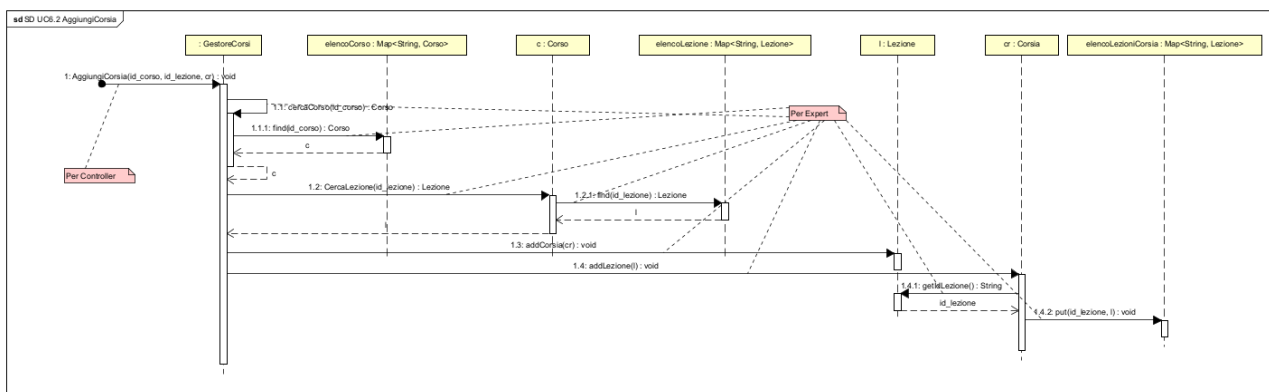 sd SD UC6.2 AggiungiCorsia
: GestoreCorsi
elencoCorso : Map<String, Corso>
c : Corso
elencoLezione : Map<String, Lezione>
l : Lezione
cr : Corsia
elencoLezioniCorsia : Map<String, Lezione>
1: AggiungiCorsia(id_corso, id_lezione, cr) : void
1.1: cercaCorso(id_corso) : Corso
Per Expert
1.1.1: find(id_corso) : Corso
c
Per Controller
c
1.2: CercaLezione(id_lezione) : Lezione
1.2.1: find(id_lezione) : Lezione
l
l
1.3: addCorsia(cr) : void
1.4: addLezione(l) : void
1.4.1: getIdLezione() : String
id_lezione
1.4.2: put(id_lezione, l) : void